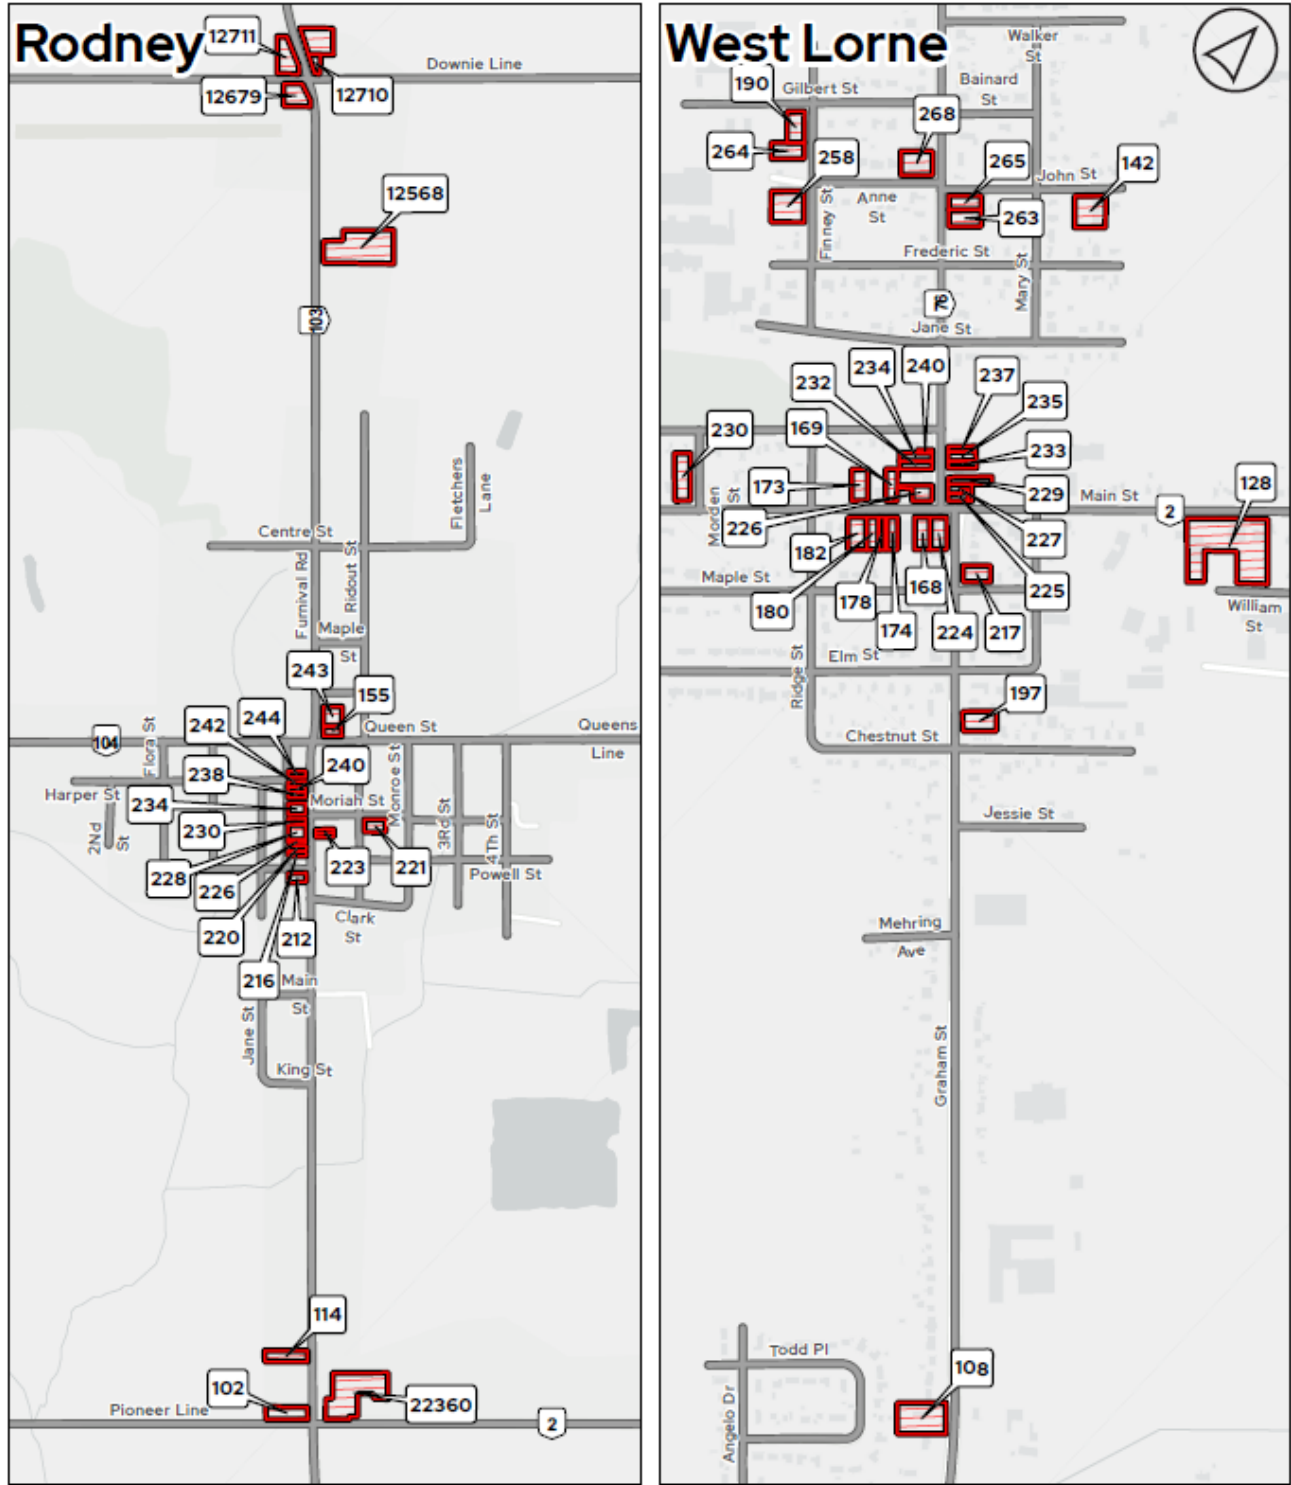 Rodney
12711
Downie Line
12679
12710
12568
103
Fletchers
Lane
Centre St
Furnival Rd
Ridout St
Maple
St
243
155
244
242
Flora St
Queen St
Queens
Line
104
238
240
Harper St
234
Moriah St
Monroe St
2Nd
St
230
3Rd St
4Th St
228
223
221
226
Powell St
220
212
Clark
St
216
Main
St
Jane St
King St
114
102
22360
Pioneer Line
2
West Lorne
Walker
St
190
Gilbert St
Bainard
St
268
264
258
265
John St
142
Finney St
Anne
St
263
Frederic St
Mary St
76
Jane St
232
234
240
237
235
230
169
233
173
Morden
St
226
229
Main St
2
128
227
182
Maple St
180
178
168
225
174
224
217
William
St
Ridge St
Elm St
197
Chestnut St
Jessie St
Mehring
Ave
Graham St
Todd Pl
108
Angelo Dr